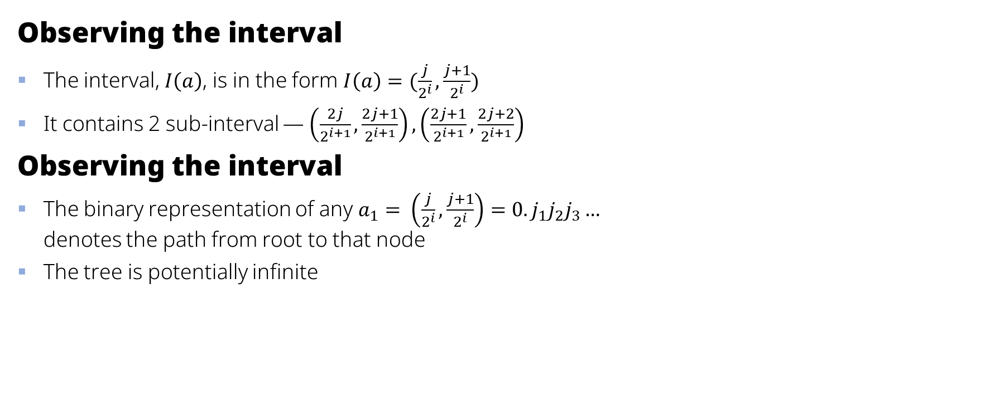 Observing the interval
▪ The interval, I(a), is in the form I(a) = (\frac{j}{2^i}, \frac{j+1}{2^i})
▪ It contains 2 sub-interval — \left(\frac{2j}{2^{i+1}}, \frac{2j+1}{2^{i+1}}\right), \left(\frac{2j+1}{2^{i+1}}, \frac{2j+2}{2^{i+1}}\right)
Observing the interval
▪ The binary representation of any a_1 = \left(\frac{j}{2^i}, \frac{j+1}{2^i}\right) = 0.j_1j_2j_3 …
denotes the path from root to that node
▪ The tree is potentially infinite